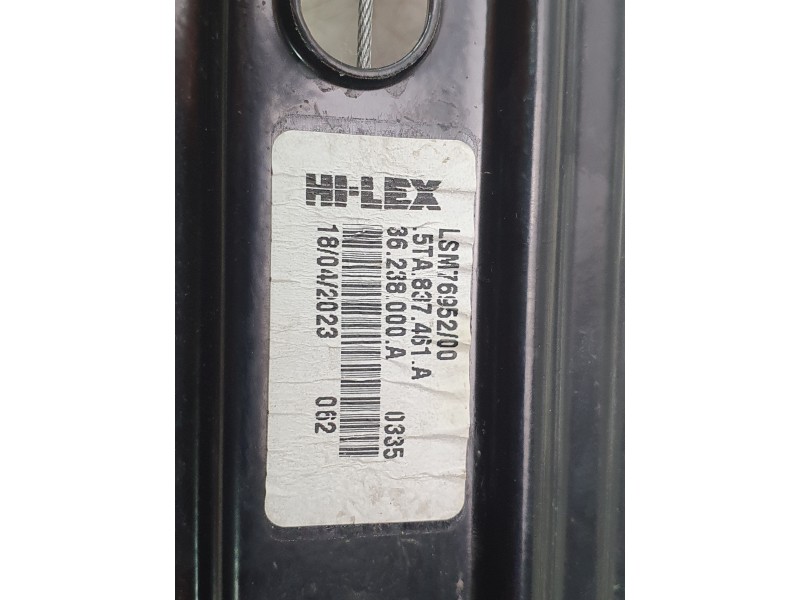 HI-LEX
LSM76952/00
.5TA.837.461.A
36.238.000.A 0335
18/04/2023 062